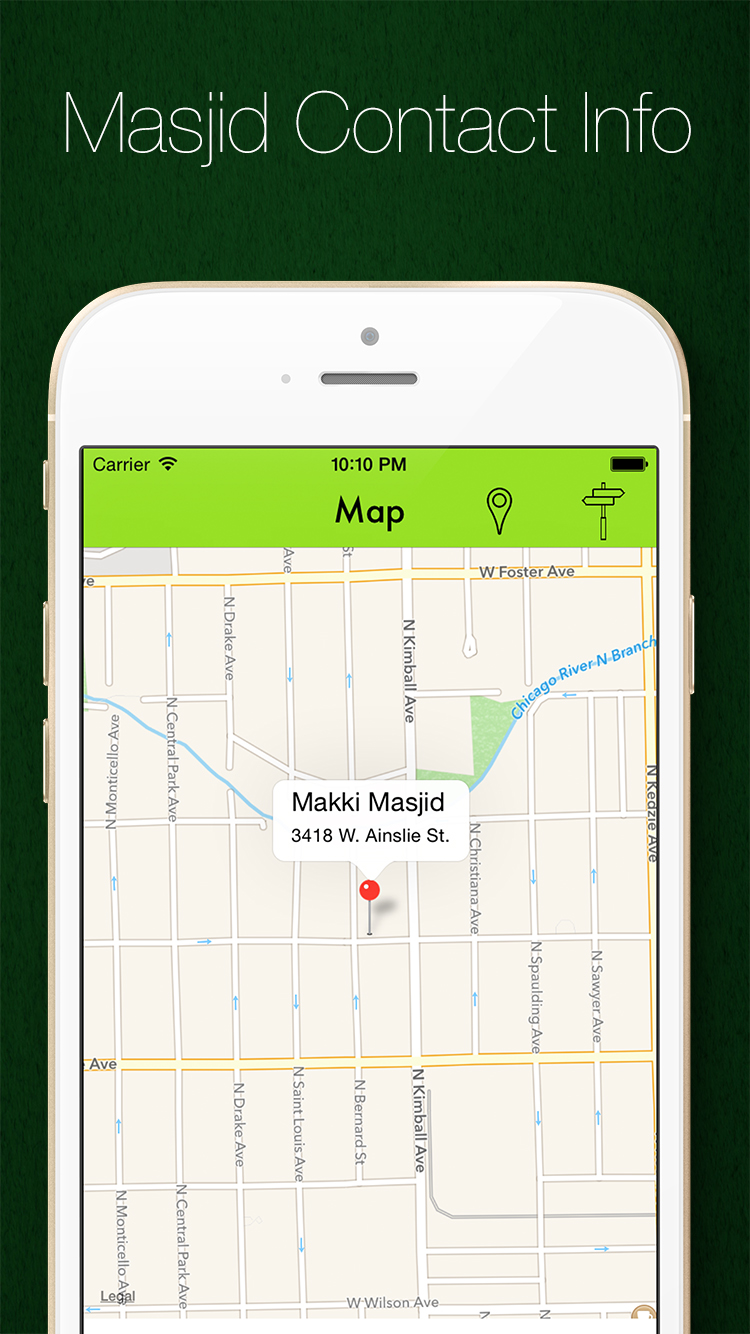 Masjid Contact Info
Carrier
10:10 PM
Map
Ave
St
W Foster Ave
ve
N Drake Ave
N Kimball Ave
Chicago River N Branch
N Central Park Ave
N Monticello Ave
N Kedzie Ave
Makki Masjid
3418 W. Ainslie St.
N Christiana Ave
N Spaulding Ave
N Sawyer Ave
Ave
N Drake Ave
N Saint Louis Ave
N Bernard St
N Kimball Ave
N Monticello Ave
N Central Park Ave
Legal
W Wilson Ave
N
N